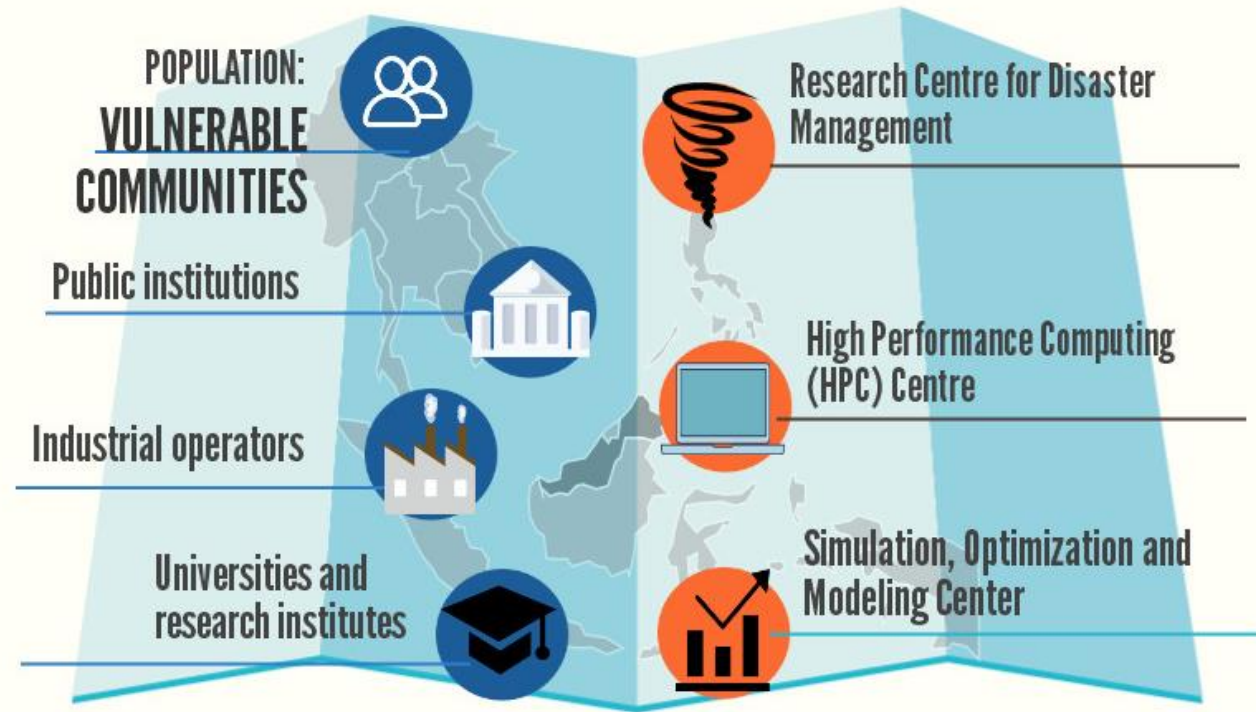 POPULATION:
VULNERABLE
COMMUNITIES
Public institutions
Industrial operators
Universities and
research institutes
Research Centre for Disaster
Management
High Performance Computing
(HPC) Centre
Simulation, Optimization and
Modeling Center